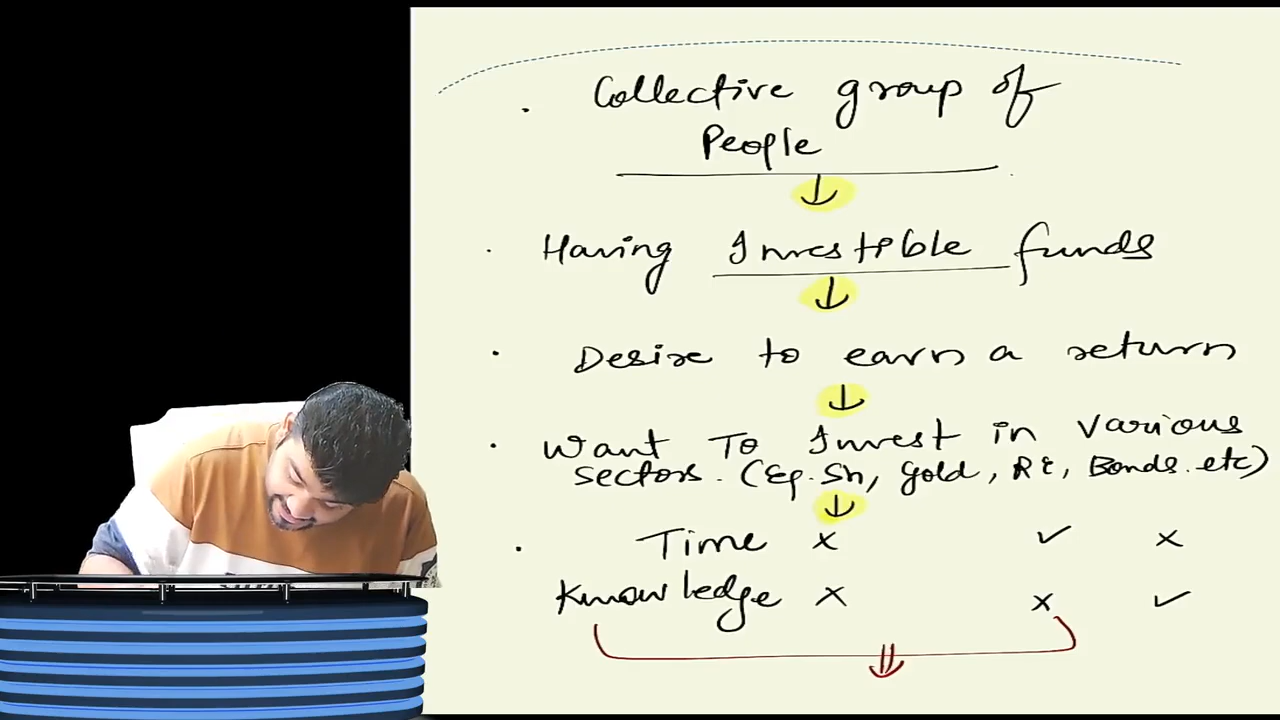 . Collective group of
People
↓
. Having Investible funds
↓
. Desire to earn a return
↓
. Want To Invest in various
sectors. (Eq. Sh, Gold, RE, Bonds. etc)
↓
. Time × ✓ ×
Knowledge × × ✓